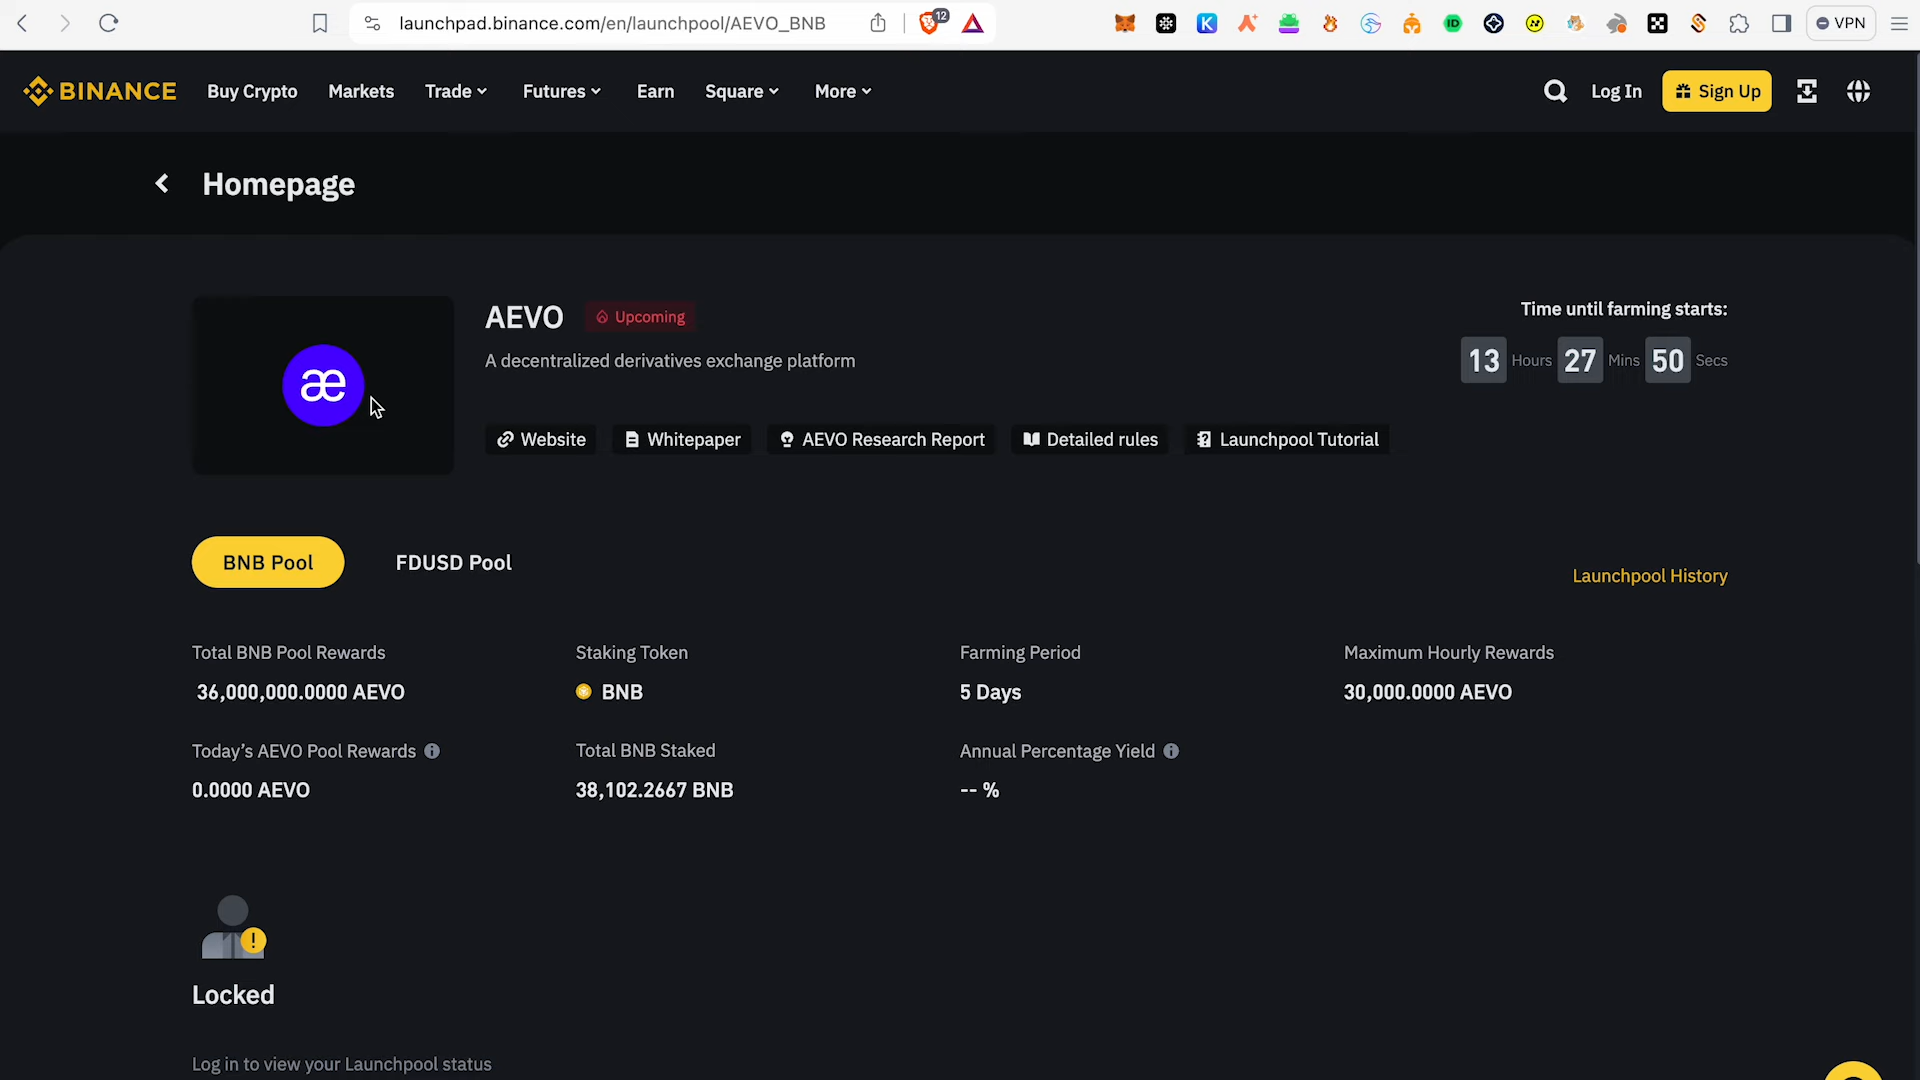 launchpad.binance.com/en/launchpool/AEVO_BNB
12
ID
VPN
BINANCE
Buy Crypto
Markets
Trade
Futures
Earn
Square
More
Log In
Sign Up
Homepage
æ
AEVO
Upcoming
A decentralized derivatives exchange platform
Time until farming starts:
13 Hours 27 Mins 50 Secs
Website
Whitepaper
AEVO Research Report
Detailed rules
Launchpool Tutorial
BNB Pool
FDUSD Pool
Launchpool History
Total BNB Pool Rewards
36,000,000.0000 AEVO
Staking Token
BNB
Farming Period
5 Days
Maximum Hourly Rewards
30,000.0000 AEVO
Today’s AEVO Pool Rewards
0.0000 AEVO
Total BNB Staked
38,102.2667 BNB
Annual Percentage Yield
-- %
Locked
Log in to view your Launchpool status